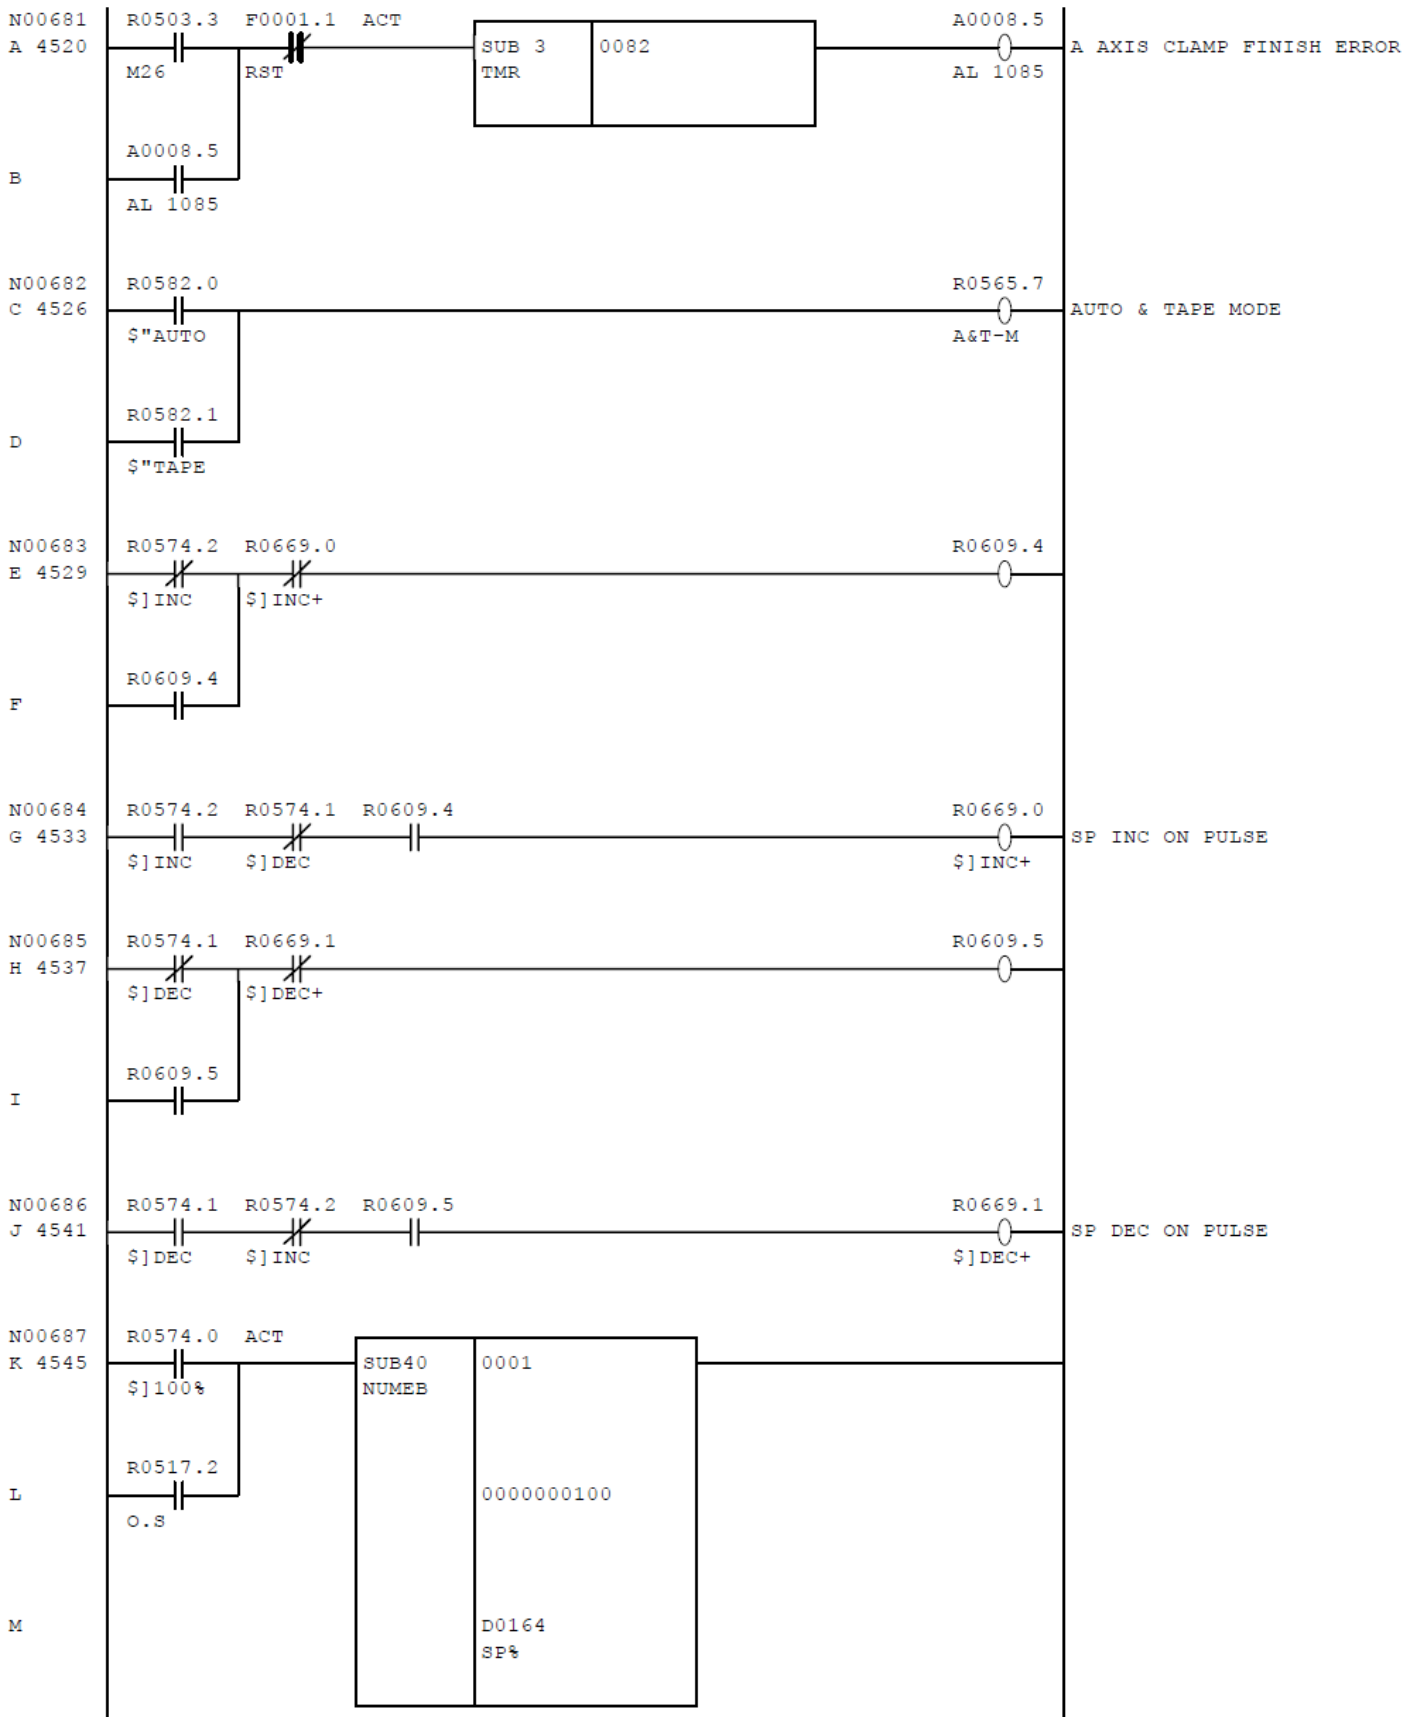 N00681 R0503.3 F0001.1 ACT A0008.5
A 4520 SUB 3 0082 A AXIS CLAMP FINISH ERROR
M26 RST TMR AL 1085
A0008.5
B
AL 1085
N00682 R0582.0 R0565.7
C 4526 AUTO & TAPE MODE
$"AUTO A&T-M
R0582.1
D
$"TAPE
N00683 R0574.2 R0669.0 R0609.4
E 4529
$]INC $]INC+
R0609.4
F
N00684 R0574.2 R0574.1 R0609.4 R0669.0
G 4533 SP INC ON PULSE
$]INC $]DEC $]INC+
N00685 R0574.1 R0669.1 R0609.5
H 4537
$]DEC $]DEC+
R0609.5
I
N00686 R0574.1 R0574.2 R0609.5 R0669.1
J 4541 SP DEC ON PULSE
$]DEC $]INC $]DEC+
N00687 R0574.0 ACT
K 4545 SUB40 0001
$]100% NUMEB
R0517.2
L 0000000100
O.S
M D0164
SP%